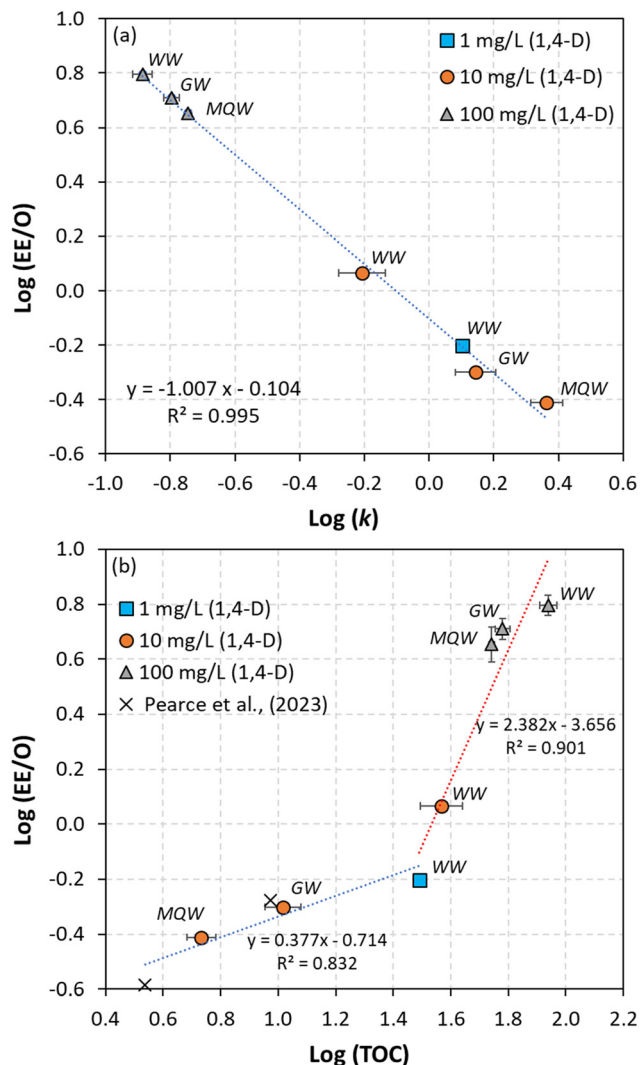 (a)
WW
GW
MQW
1 mg/L (1,4-D)
10 mg/L (1,4-D)
100 mg/L (1,4-D)
WW
WW
GW
MQW
y = -1.007 x - 0.104
R² = 0.995
1.0
0.8
0.6
0.4
0.2
0.0
-0.2
-0.4
-0.6
Log (EE/O)
-1.0 -0.8 -0.6 -0.4 -0.2 0.0 0.2 0.4 0.6
Log (k)
(b)
1 mg/L (1,4-D)
10 mg/L (1,4-D)
100 mg/L (1,4-D)
Pearce et al., (2023)
WW
GW
MQW
y = 2.382x - 3.656
R² = 0.901
WW
WW
GW
MQW
y = 0.377x - 0.714
R² = 0.832
1.0
0.8
0.6
0.4
0.2
0.0
-0.2
-0.4
-0.6
Log (EE/O)
0.4 0.6 0.8 1.0 1.2 1.4 1.6 1.8 2.0 2.2
Log (TOC)